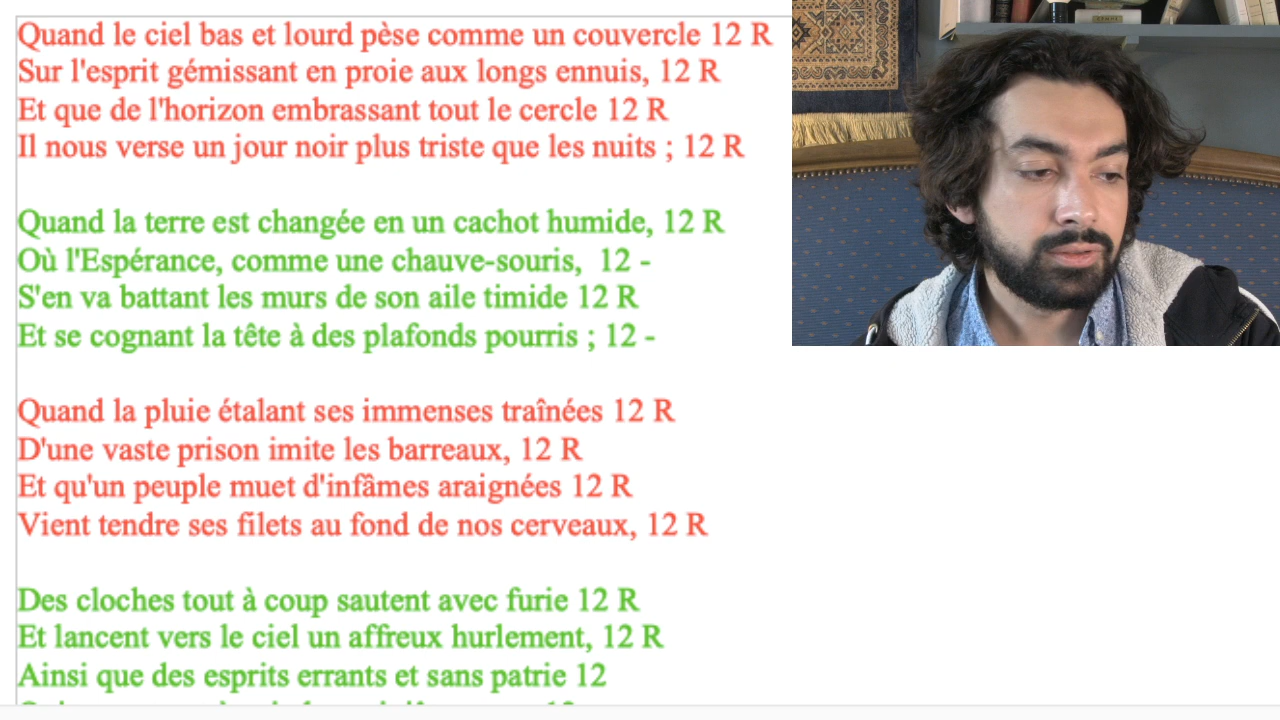 Quand le ciel bas et lourd pèse comme un couvercle 12 R
Sur l'esprit gémissant en proie aux longs ennuis, 12 R
Et que de l'horizon embrassant tout le cercle 12 R
Il nous verse un jour noir plus triste que les nuits ; 12 R
Quand la terre est changée en un cachot humide, 12 R
Où l'Espérance, comme une chauve-souris,  12 -
S'en va battant les murs de son aile timide 12 R
Et se cognant la tête à des plafonds pourris ; 12 -
Quand la pluie étalant ses immenses traînées 12 R
D'une vaste prison imite les barreaux, 12 R
Et qu'un peuple muet d'infâmes araignées 12 R
Vient tendre ses filets au fond de nos cerveaux, 12 R
Des cloches tout à coup sautent avec furie 12 R
Et lancent vers le ciel un affreux hurlement, 12 R
Ainsi que des esprits errants et sans patrie 12